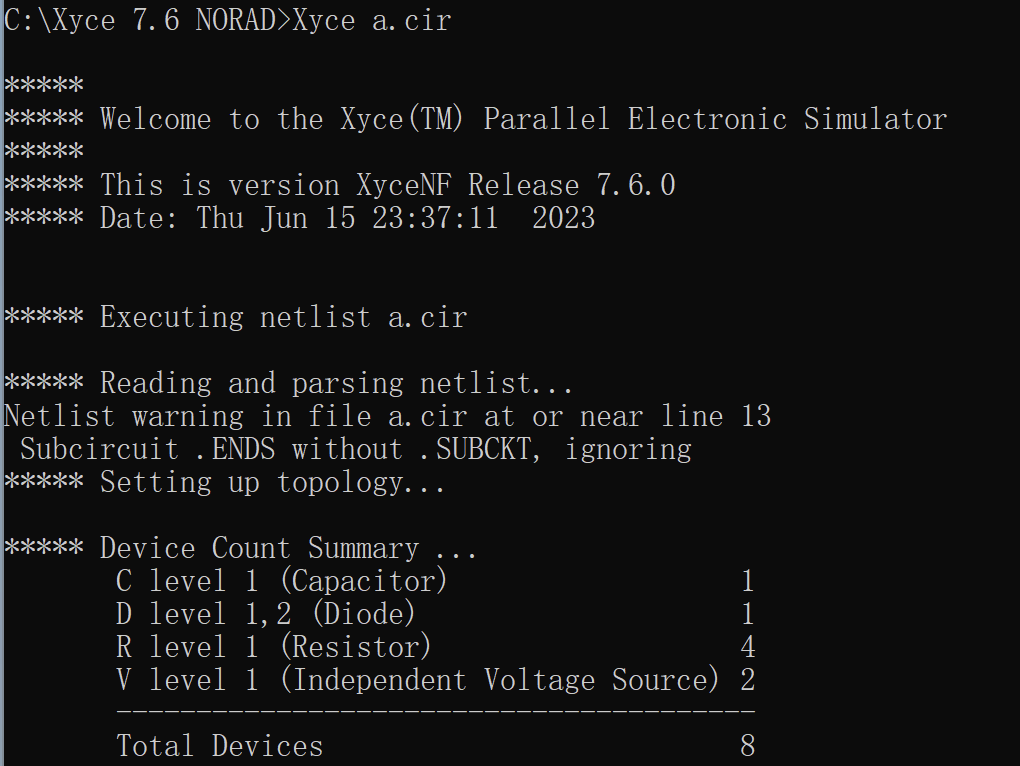 C:\Xyce 7.6 NORAD>Xyce a.cir
*****
***** Welcome to the Xyce(TM) Parallel Electronic Simulator
*****
***** This is version XyceNF Release 7.6.0
***** Date: Thu Jun 15 23:37:11  2023
***** Executing netlist a.cir
***** Reading and parsing netlist...
Netlist warning in file a.cir at or near line 13
 Subcircuit .ENDS without .SUBCKT, ignoring
***** Setting up topology...
***** Device Count Summary ...
       C level 1 (Capacitor)                  1
       D level 1,2 (Diode)                    1
       R level 1 (Resistor)                   4
       V level 1 (Independent Voltage Source) 2
       ----------------------------------------
       Total Devices                          8